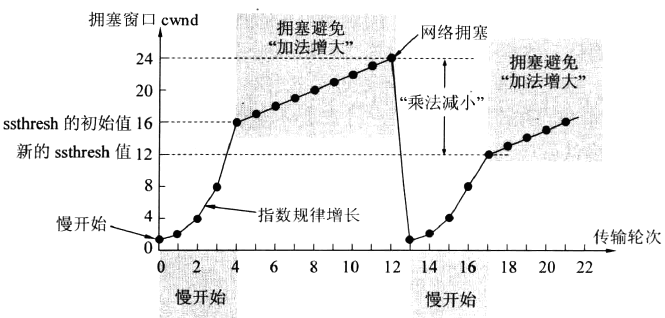 拥塞窗口 cwnd
拥塞避免
“加法增大”
网络拥塞
拥塞避免
“加法增大”
24
20
ssthresh 的初始值 16
“乘法减小”
新的 ssthresh 值 12
8
4
慢开始
0
指数规律增长
传输轮次
0 2 4 6 8 10 12 14 16 18 20 22
慢开始
慢开始